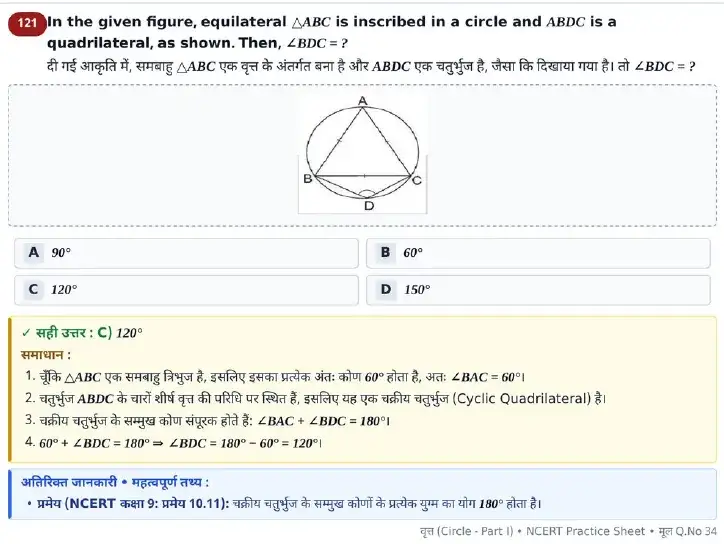 121 In the given figure, equilateral △ABC is inscribed in a circle and ABDC is a
quadrilateral, as shown. Then, ∠BDC = ?
दी गई आकृति में, समबाहु △ABC एक वृत्त के अंतर्गत बना है और ABDC एक चतुर्भुज है, जैसा कि दिखाया गया है। तो ∠BDC = ?
A
B
C
D
A 90°
B 60°
C 120°
D 150°
✓ सही उत्तर : C) 120°
समाधान :
1. चूँकि △ABC एक समबाहु त्रिभुज है, इसलिए इसका प्रत्येक अंतः कोण 60° होता है, अतः ∠BAC = 60°।
2. चतुर्भुज ABDC के चारों शीर्ष वृत्त की परिधि पर स्थित हैं, इसलिए यह एक चक्रीय चतुर्भुज (Cyclic Quadrilateral) है।
3. चक्रीय चतुर्भुज के सम्मुख कोण संपूरक होते हैं: ∠BAC + ∠BDC = 180°।
4. 60° + ∠BDC = 180° ⇒ ∠BDC = 180° − 60° = 120°।
अतिरिक्त जानकारी • महत्वपूर्ण तथ्य :
• प्रमेय (NCERT कक्षा 9: प्रमेय 10.11): चक्रीय चतुर्भुज के सम्मुख कोणों के प्रत्येक युग्म का योग 180° होता है।
वृत्त (Circle - Part I) • NCERT Practice Sheet • मूल Q.No 34